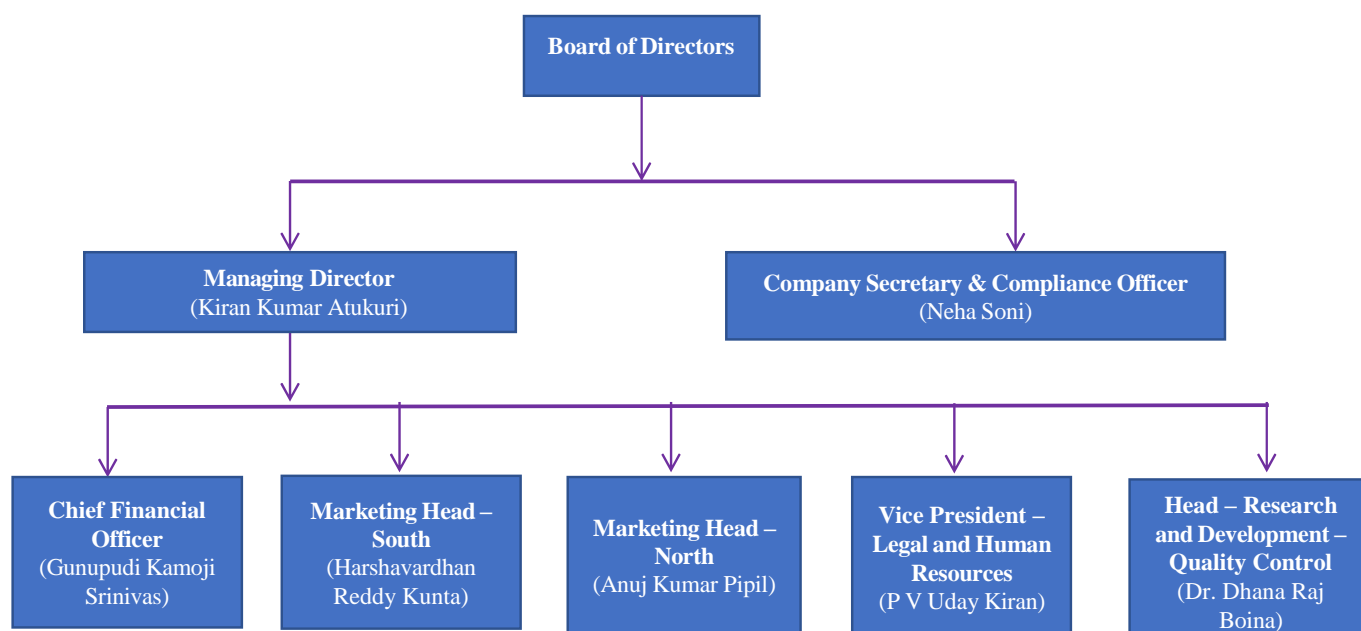 Board of Directors
Managing Director
(Kiran Kumar Atukuri)
Company Secretary & Compliance Officer
(Neha Soni)
Chief Financial
Officer
(Gunupudi Kamoji
Srinivas)
Marketing Head –
South
(Harshavardhan
Reddy Kunta)
Marketing Head –
North
(Anuj Kumar Pipil)
Vice President –
Legal and Human
Resources
(P V Uday Kiran)
Head – Research
and Development –
Quality Control
(Dr. Dhana Raj
Boina)